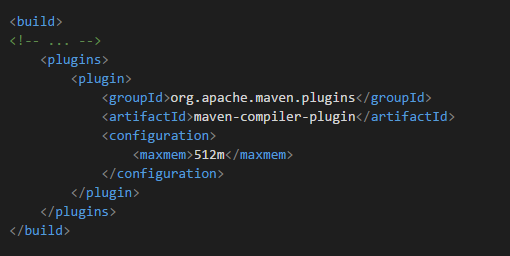 <build>
<!-- ... -->
<plugins>
<plugin>
<groupId>org.apache.maven.plugins</groupId>
<artifactId>maven-compiler-plugin</artifactId>
<configuration>
<maxmem>512m</maxmem>
</configuration>
</plugin>
</plugins>
</build>